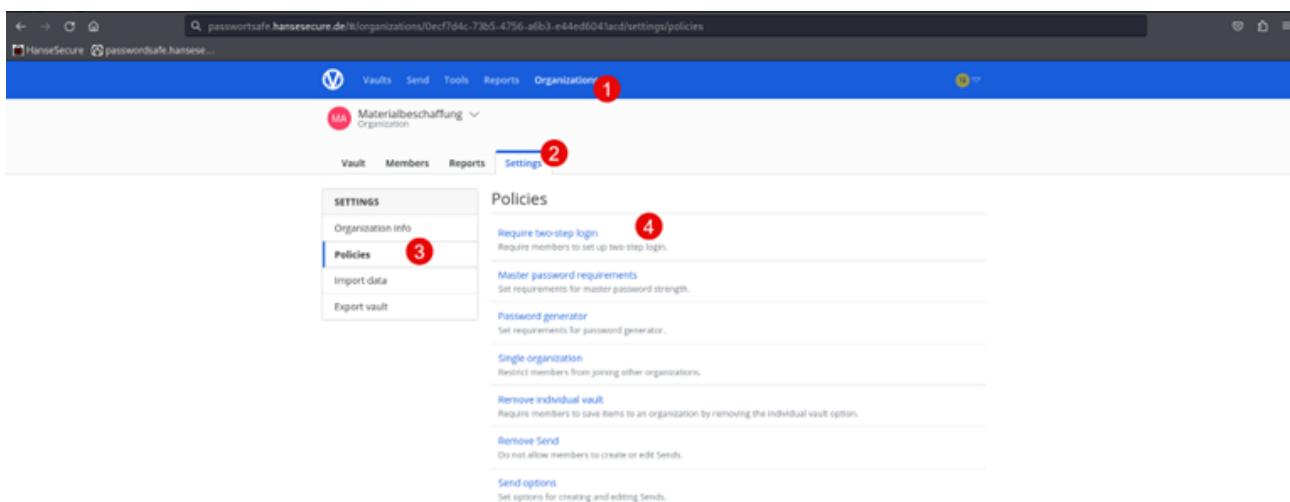 passwortsafe.hansesecure.de/#/organizations/0ecf7d4c-73b5-4756-a6b3-e44ed6041acd/settings/policies
HanseSecure passwordsafe.hansese...
Vaults Send Tools Reports Organizations
1
MA Materialbeschaffung
Organization
2
Vault Members Reports Settings
SETTINGS
Organization info
Policies
3
Import data
Export vault
Policies
Require two-step login
4
Require members to set up two-step login.
Master password requirements
Set requirements for master password strength.
Password generator
Set requirements for password generator.
Single organization
Restrict members from joining other organizations.
Remove individual vault
Require members to save items to an organization by removing the individual vault option.
Remove Send
Do not allow members to create or edit Sends.
Send options
Set options for creating and editing Sends.